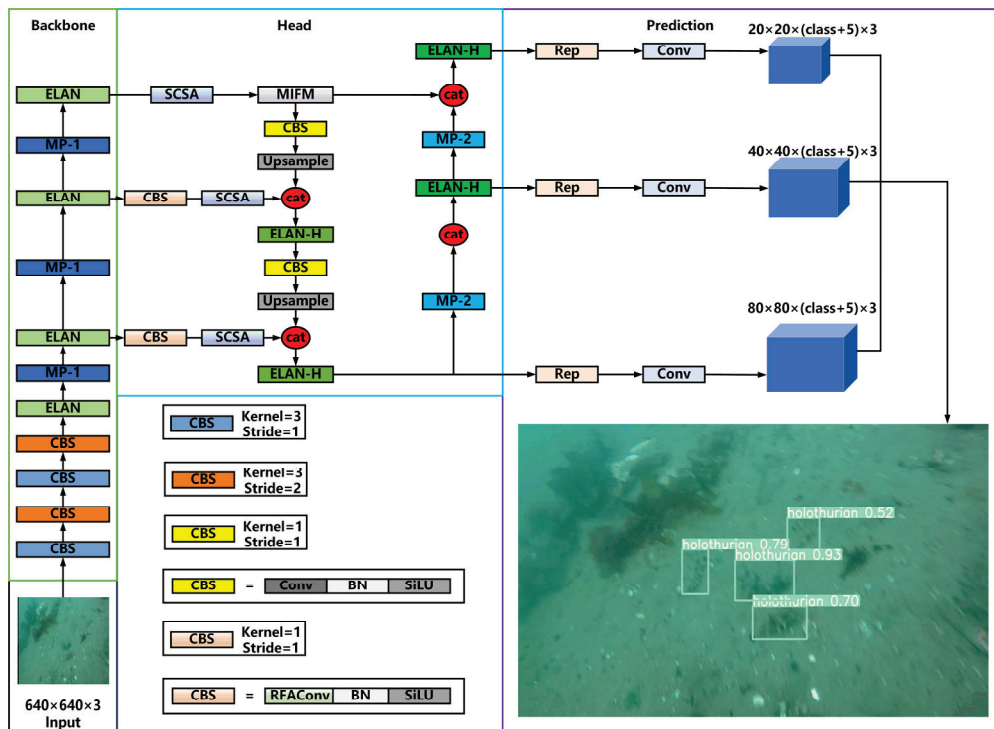 Backbone
Head
Prediction
ELAN
SCSA
MIFM
cat
ELAN-H
Rep
Conv
20×20×(class+5)×3
MP-1
CBS
Upsample
MP-2
ELAN
CBS
SCSA
cat
ELAN-H
Rep
Conv
40×40×(class+5)×3
ELAN-H
cat
MP-1
CBS
Upsample
MP-2
ELAN
CBS
SCSA
cat
80×80×(class+5)×3
MP-1
ELAN-H
Rep
Conv
ELAN
CBS
CBS
CBS
CBS
640×640×3
Input
CBS
Kernel=3
Stride=1
CBS
Kernel=3
Stride=2
CBS
Kernel=1
Stride=1
CBS = Conv BN SiLU
CBS
Kernel=1
Stride=1
CBS = RFAConv BN SiLU
holothurian 0.52
holothurian 0.79
holothurian 0.93
holothurian 0.70